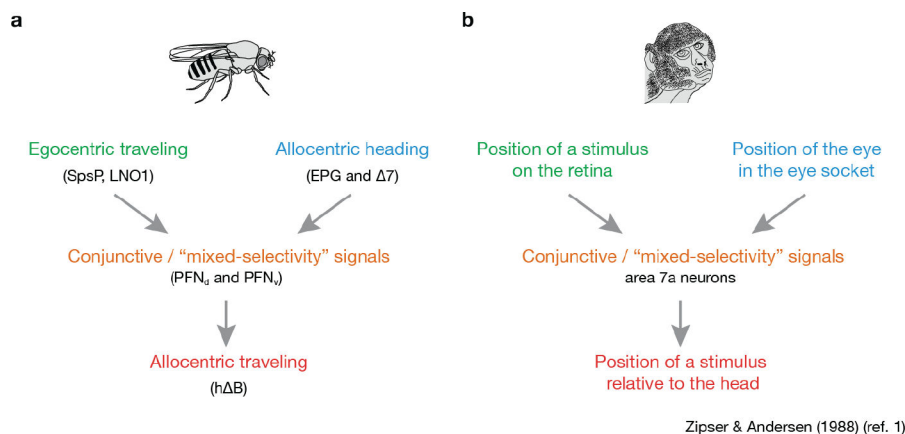 a
Egocentric traveling
(SpsP, LNO1)
Allocentric heading
(EPG and Δ7)
Conjunctive / “mixed-selectivity” signals
(PFNd and PFNv)
Allocentric traveling
(hΔB)
b
Position of a stimulus
on the retina
Position of the eye
in the eye socket
Conjunctive / “mixed-selectivity” signals
area 7a neurons
Position of a stimulus
relative to the head
Zipser & Andersen (1988) (ref. 1)